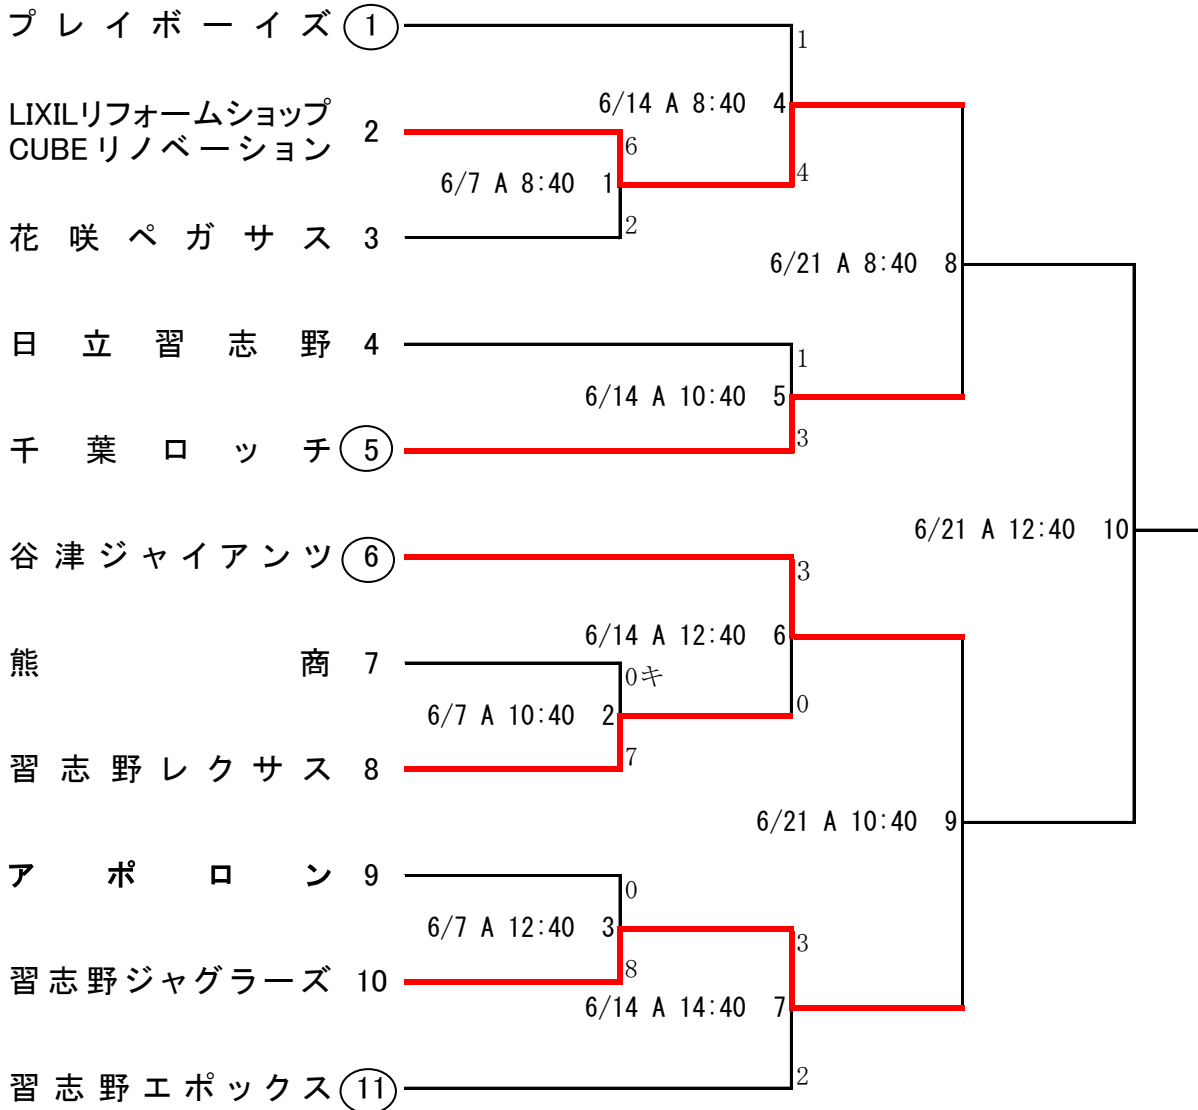 プレイボーイズ ①
1
6/14 A 8:40 4
LIXILリフォームショップ
CUBEリノベーション 2
6
4
6/7 A 8:40 1
2
花咲ペガサス 3
6/21 A 8:40 8
日立習志野 4
1
6/14 A 10:40 5
3
千葉ロッチ ⑤
6/21 A 12:40 10
谷津ジャイアンツ ⑥
3
6/14 A 12:40 6
熊商 7
0キ
0
6/7 A 10:40 2
7
習志野レクサス 8
6/21 A 10:40 9
アポロン 9
0
6/7 A 12:40 3
3
8
習志野ジャグラーズ 10
6/14 A 14:40 7
2
習志野エポックス ⑪